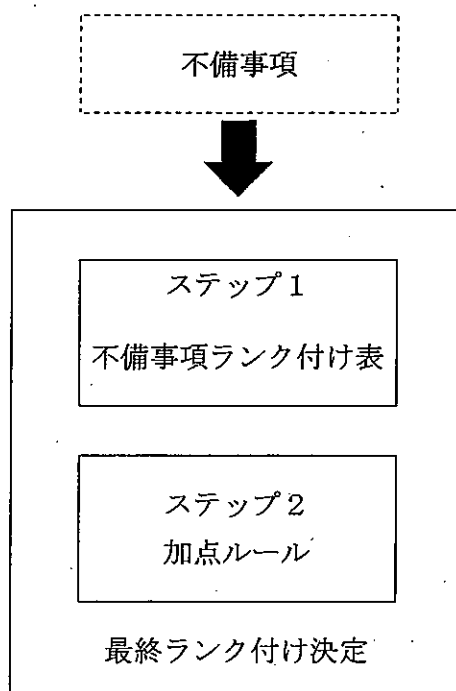 不備事項
ステップ1
不備事項ランク付け表
ステップ2
加点ルール
最終ランク付け決定